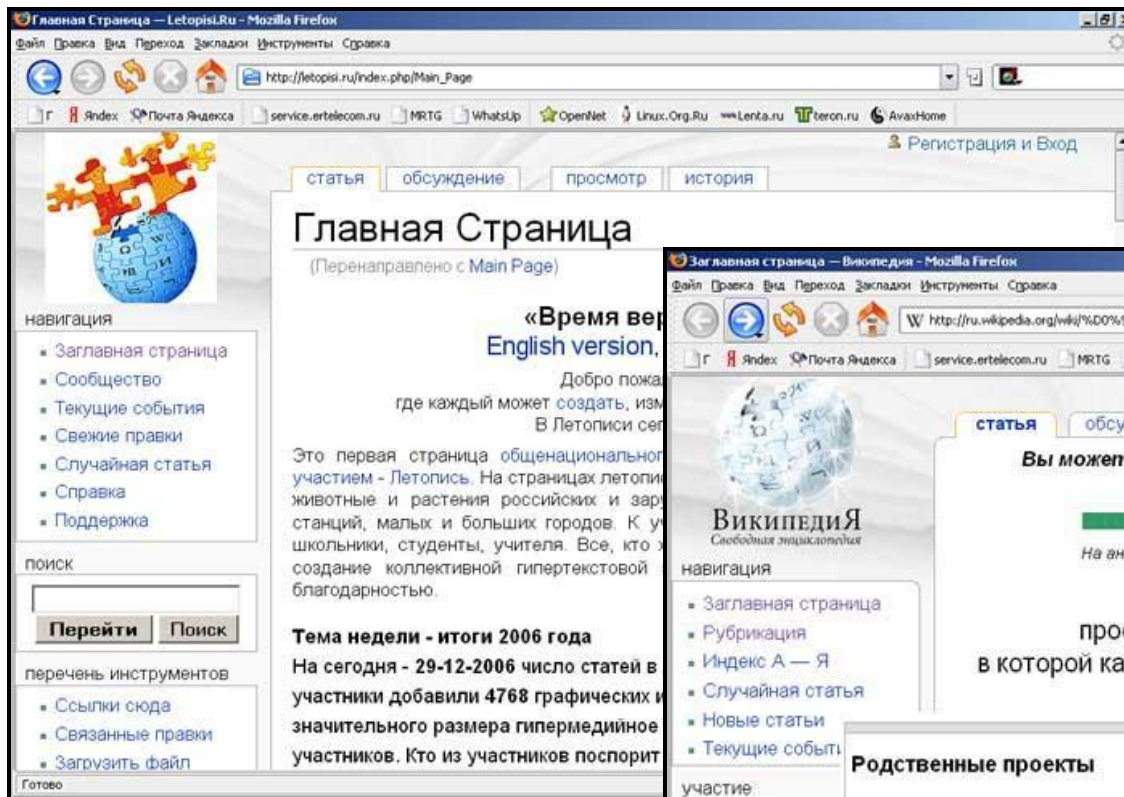 Главная Страница — Letopisi.Ru - Mozilla Firefox
Файл Правка Вид Переход Закладки Инструменты Справка
http://letopisi.ru/index.php/Main_Page
Г Яndex Почта Яндекса service.ertelecom.ru MRTG WhatsUp OpenNet Linux.Org.Ru Lenta.ru teron.ru AvaxHome
Регистрация и Вход
статья обсуждение просмотр история
Главная Страница
(Перенаправлено с Main Page)
«Время вер
English version,
Добро пожа
где каждый может создать, изм
В Летописи сег
Это первая страница общенациональног
участием - Летопись. На страницах летопис
животные и растения российских и зару
станций, малых и больших городов. К уч
школьники, студенты, учителя. Все, кто х
создание коллективной гипертекстовой
благодарностью.
Тема недели - итоги 2006 года
На сегодня - 29-12-2006 число статей в
участники добавили 4768 графических и
значительного размера гипермедийное
участников. Кто из участников поспорит
навигация
Заглавная страница
Сообщество
Текущие события
Свежие правки
Случайная статья
Справка
Поддержка
поиск
Перейти Поиск
перечень инструментов
Ссылки сюда
Связанные правки
Загрузить файл
Готово
Заглавная страница — Википедия - Mozilla Firefox
Файл Правка Вид Переход Закладки Инструменты Справка
http://ru.wikipedia.org/wiki/%D0%9
Г Яndex Почта Яндекса service.ertelecom.ru MRTG
ВикипедиЯ
Свободная энциклопедия
статья обсу
Вы может
На ан
про
в которой ка
навигация
Заглавная страница
Рубрикация
Индекс А — Я
Случайная статья
Новые статьи
Текущие событи
участие
Родственные проекты